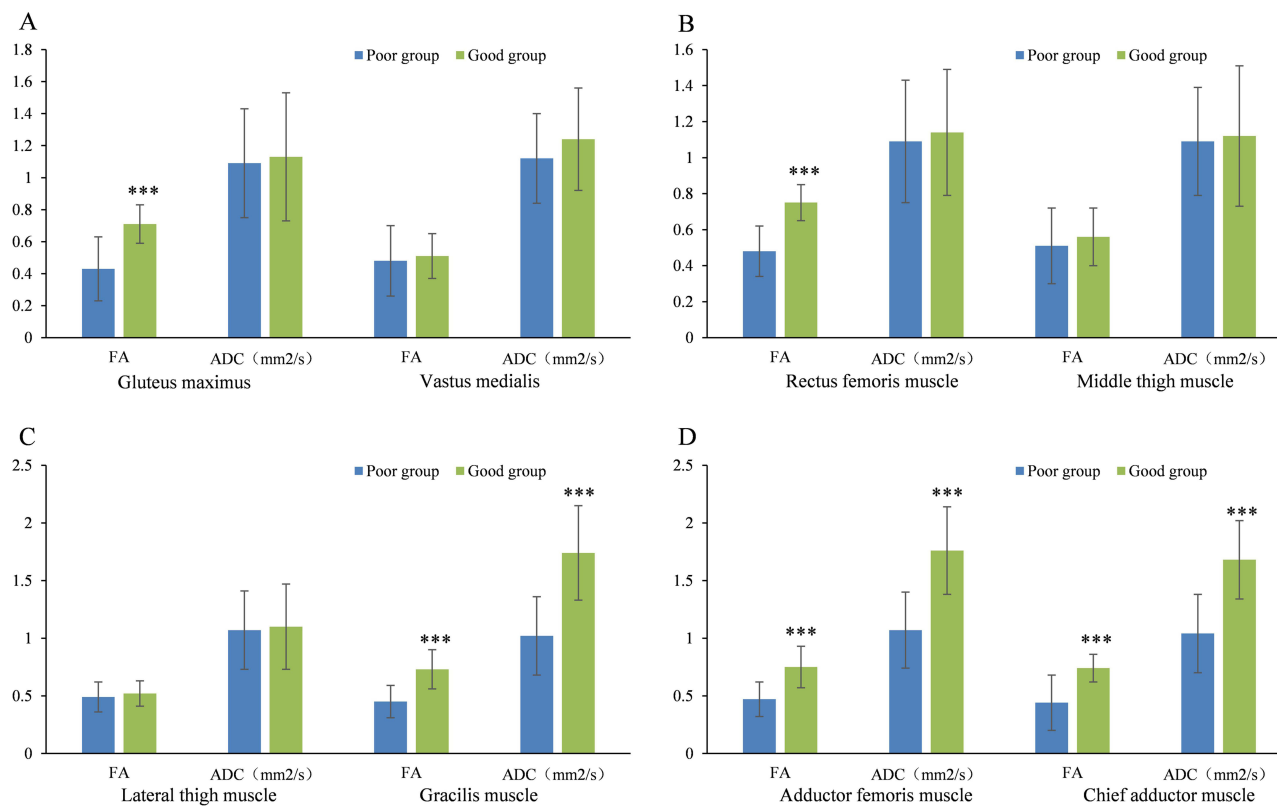 A
Poor group Good group
1.8
1.6
1.4
1.2
1
0.8
0.6
0.4
0.2
0
***
FA ADC（mm2/s） FA ADC（mm2/s）
Gluteus maximus Vastus medialis
B
Poor group Good group
1.6
1.4
1.2
1
0.8
0.6
0.4
0.2
0
***
FA ADC（mm2/s） FA ADC（mm2/s）
Rectus femoris muscle Middle thigh muscle
C
Poor group Good group
2.5
2
1.5
1
0.5
0
***
***
FA ADC（mm2/s） FA ADC（mm2/s）
Lateral thigh muscle Gracilis muscle
D
Poor group Good group
2.5
2
1.5
1
0.5
0
***
***
***
***
FA ADC（mm2/s） FA ADC（mm2/s）
Adductor femoris muscle Chief adductor muscle